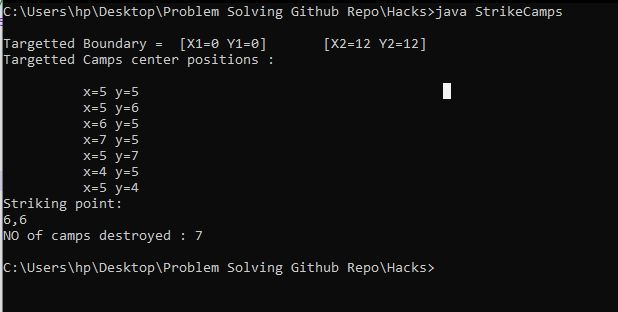 C:\Users\hp\Desktop\Problem Solving Github Repo\Hacks>java StrikeCamps
Targetted Boundary =  [X1=0 Y1=0]       [X2=12 Y2=12]
Targetted Camps center positions :
x=5 y=5
x=5 y=6
x=6 y=5
x=7 y=5
x=5 y=7
x=4 y=5
x=5 y=4
Striking point:
6,6
NO of camps destroyed : 7
C:\Users\hp\Desktop\Problem Solving Github Repo\Hacks>